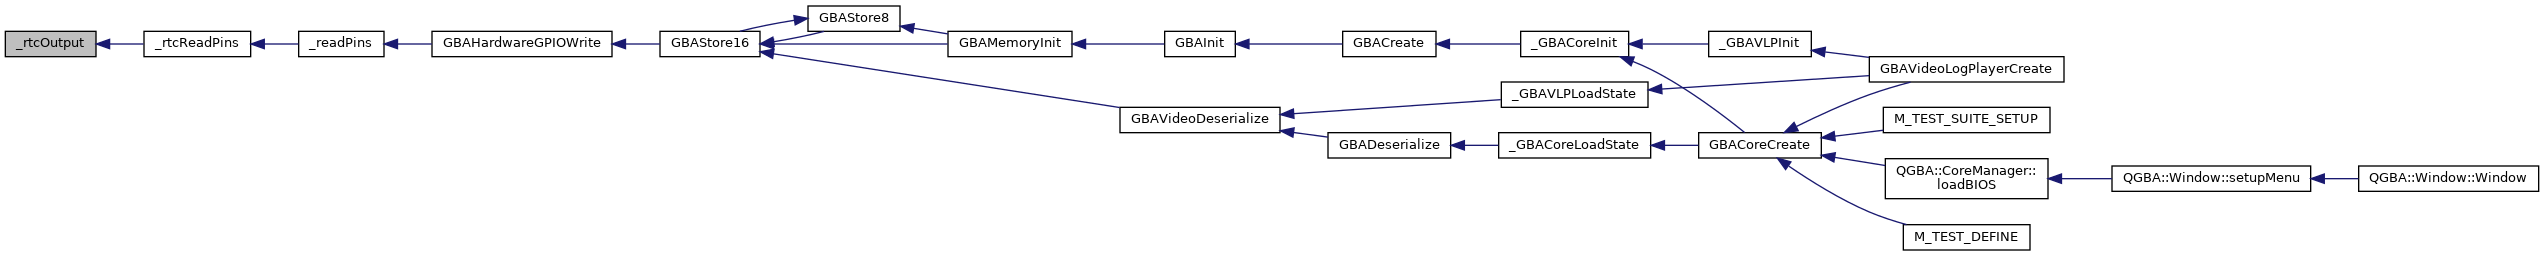 _rtcOutput
_rtcReadPins
_readPins
GBAHardwareGPIOWrite
GBAStore16
GBAStore8
GBAMemoryInit
GBAInit
GBACreate
_GBACoreInit
_GBAVLPInit
GBAVideoLogPlayerCreate
_GBAVLPLoadState
GBAVideoDeserialize
GBADeserialize
_GBACoreLoadState
GBACoreCreate
M_TEST_SUITE_SETUP
QGBA::CoreManager::
loadBIOS
QGBA::Window::setupMenu
QGBA::Window::Window
M_TEST_DEFINE